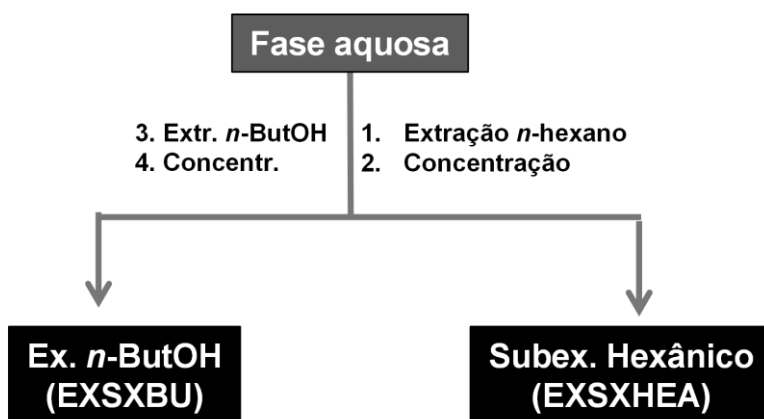 Fase aquosa
3. Extr. n-ButOH
4. Concentr.
1. Extração n-hexano
2. Concentração
Ex. n-ButOH
(EXSXBU)
Subex. Hexânico
(EXSXHEA)